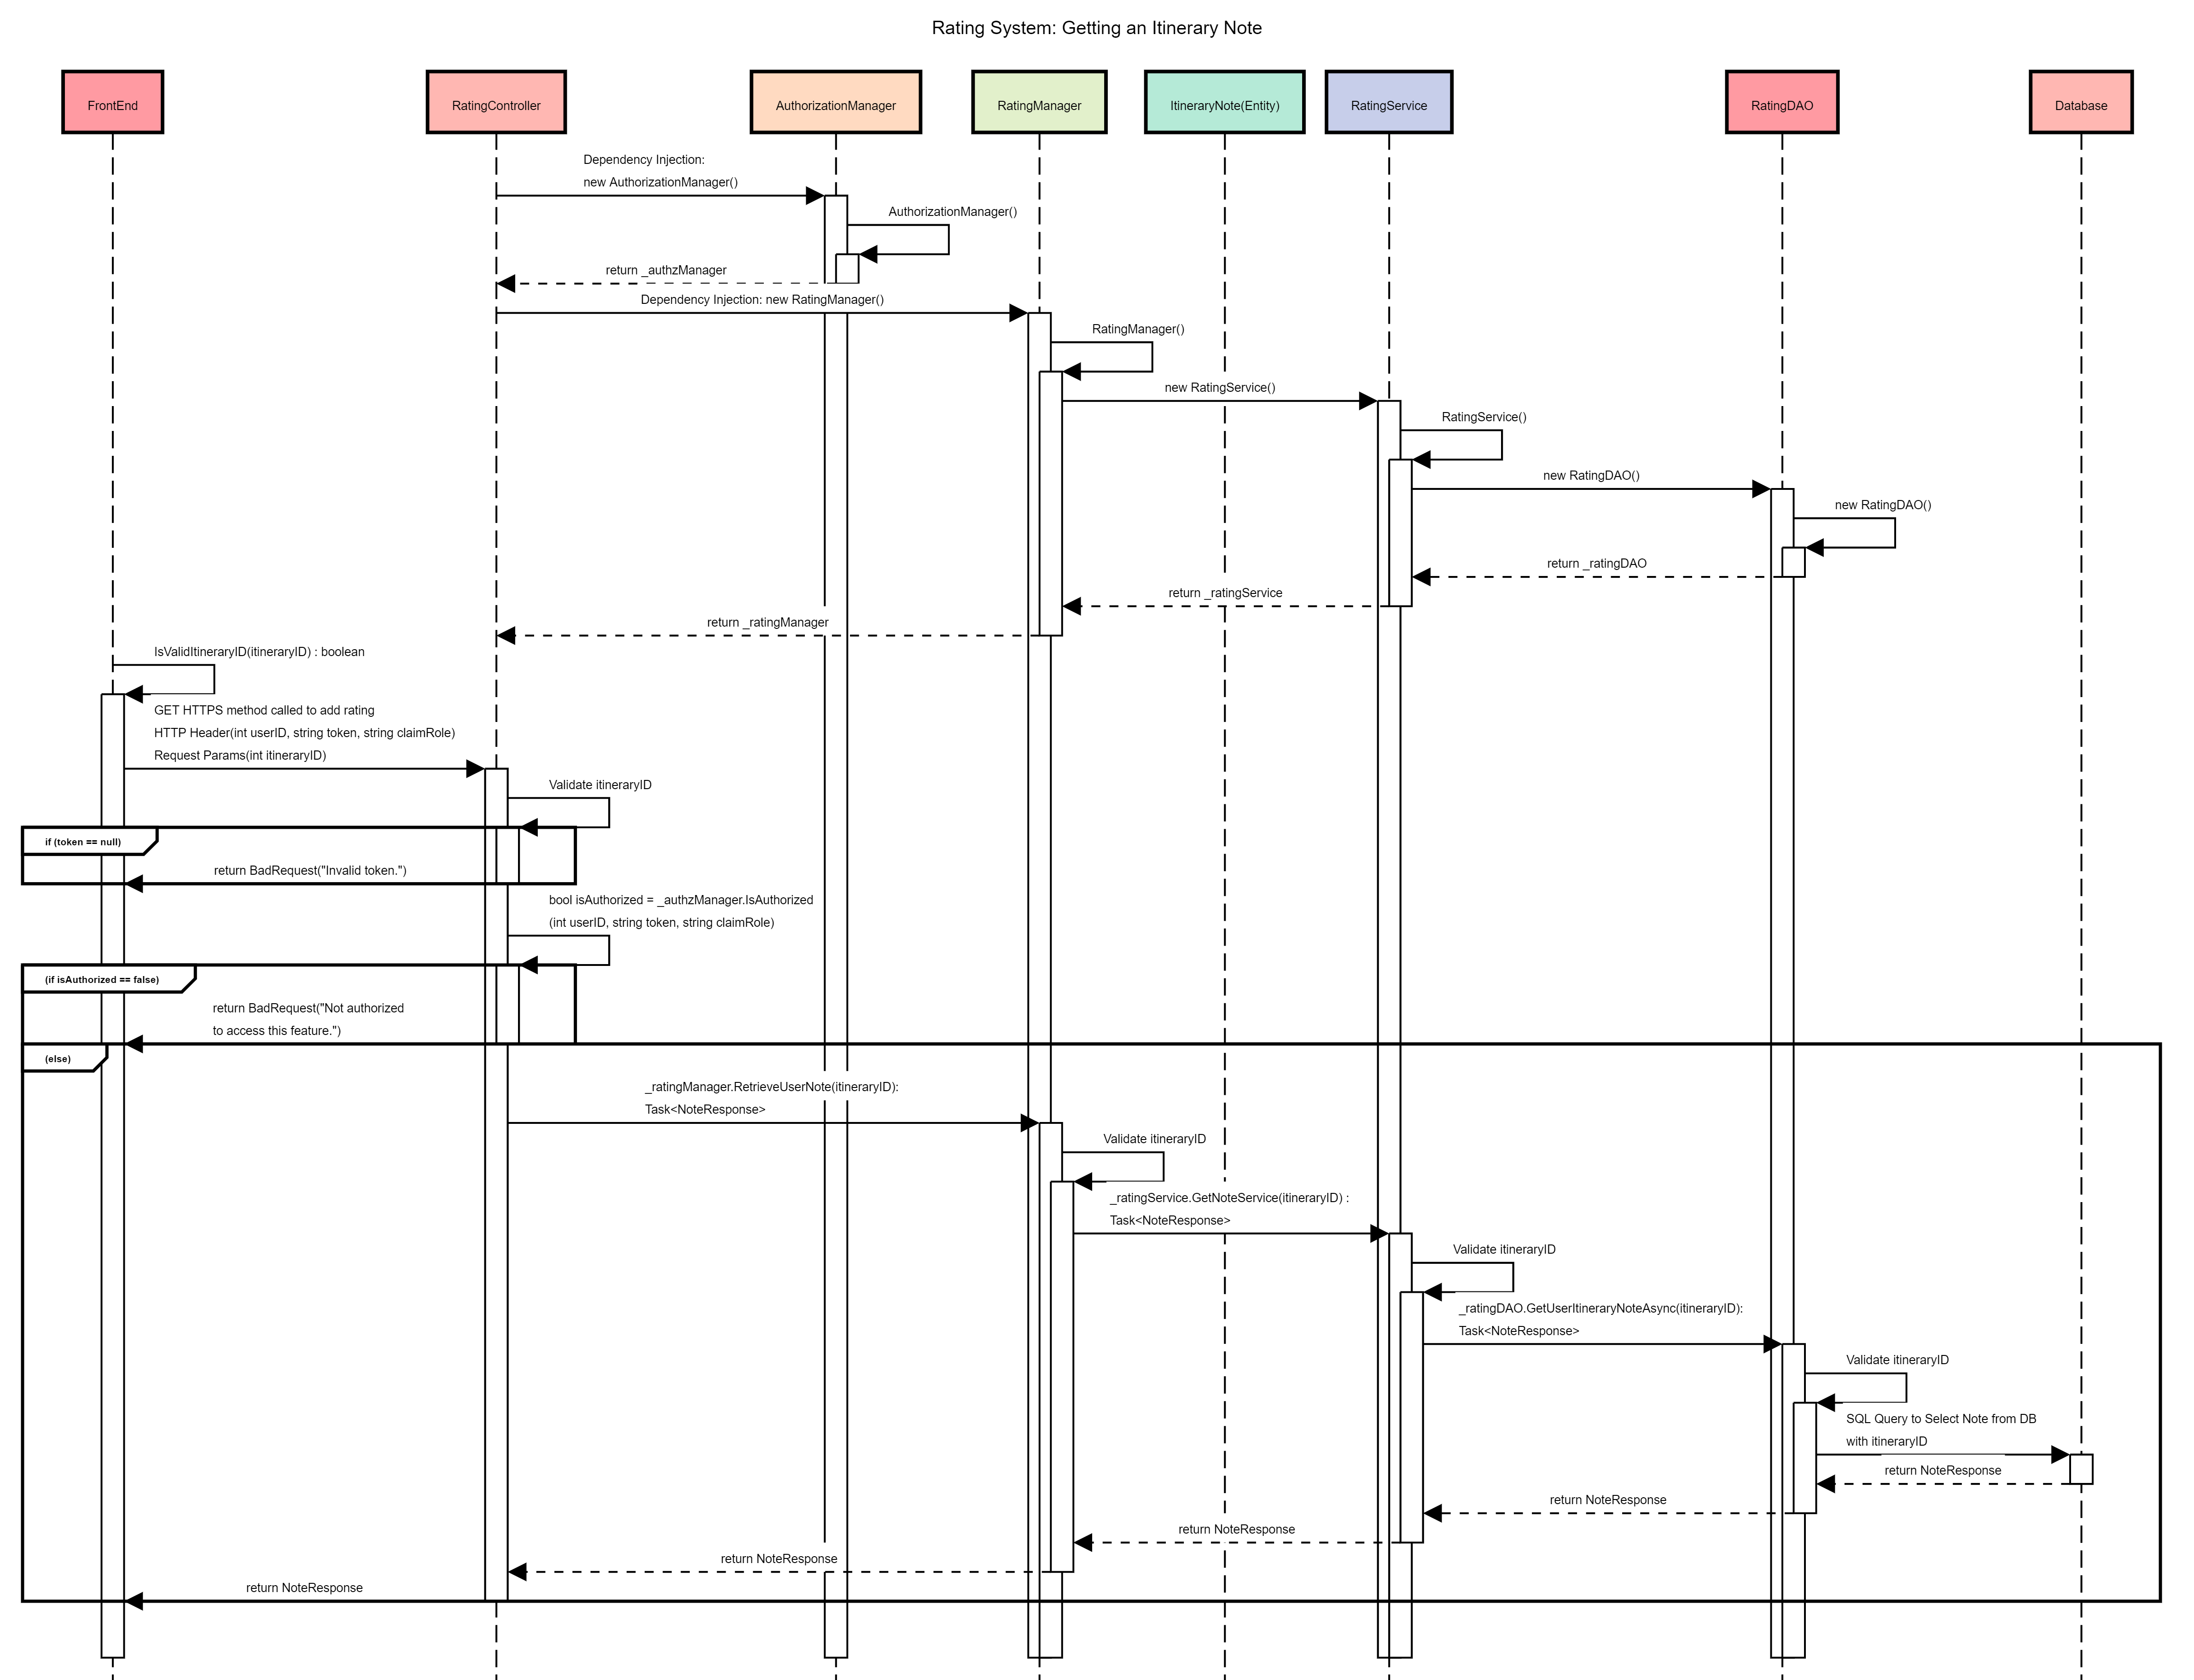 Rating System: Getting an Itinerary Note
FrontEnd
RatingController
AuthorizationManager
RatingManager
ItineraryNote(Entity)
RatingService
RatingDAO
Database
Dependency Injection:
new AuthorizationManager()
AuthorizationManager()
return _authzManager
Dependency Injection: new RatingManager()
RatingManager()
new RatingService()
RatingService()
new RatingDAO()
new RatingDAO()
return _ratingDAO
return _ratingService
return _ratingManager
IsValidItineraryID(itineraryID) : boolean
GET HTTPS method called to add rating
HTTP Header(int userID, string token, string claimRole)
Request Params(int itineraryID)
Validate itineraryID
if (token == null)
return BadRequest("Invalid token.")
bool isAuthorized = _authzManager.IsAuthorized
(int userID, string token, string claimRole)
(if isAuthorized == false)
return BadRequest("Not authorized
to access this feature.")
(else)
_ratingManager.RetrieveUserNote(itineraryID):
Task<NoteResponse>
Validate itineraryID
_ratingService.GetNoteService(itineraryID) :
Task<NoteResponse>
Validate itineraryID
_ratingDAO.GetUserItineraryNoteAsync(itineraryID):
Task<NoteResponse>
Validate itineraryID
SQL Query to Select Note from DB
with itineraryID
return NoteResponse
return NoteResponse
return NoteResponse
return NoteResponse
return NoteResponse